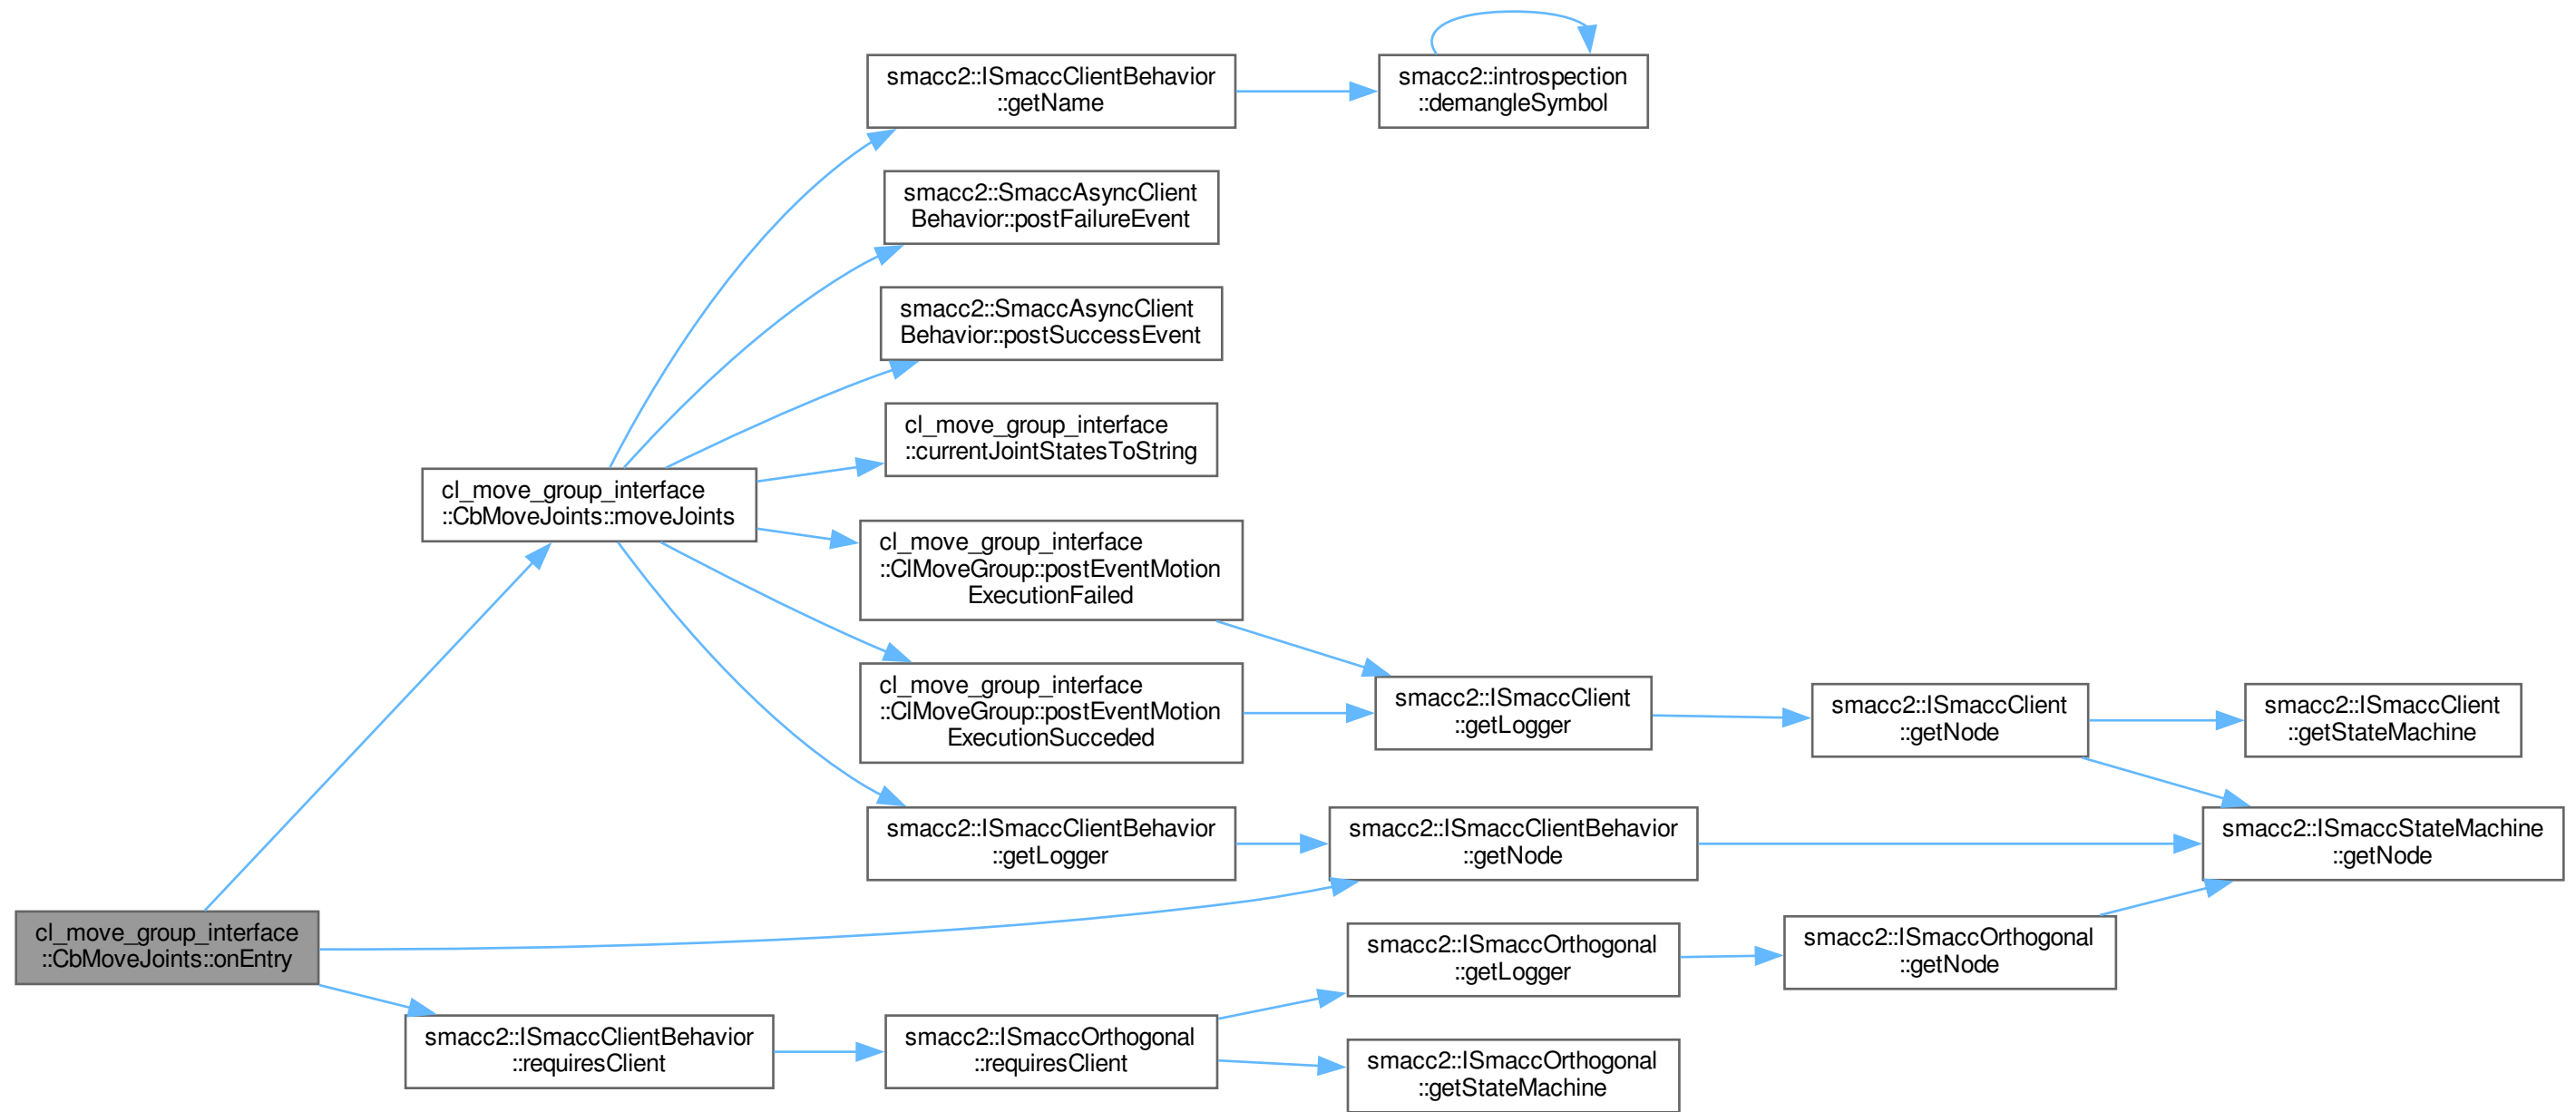 smacc2::ISmaccClientBehavior
::getName
smacc2::introspection
::demangleSymbol
smacc2::SmaccAsyncClient
Behavior::postFailureEvent
smacc2::SmaccAsyncClient
Behavior::postSuccessEvent
cl_move_group_interface
::currentJointStatesToString
cl_move_group_interface
::CbMoveJoints::moveJoints
cl_move_group_interface
::ClMoveGroup::postEventMotion
ExecutionFailed
cl_move_group_interface
::ClMoveGroup::postEventMotion
ExecutionSucceded
smacc2::ISmaccClient
::getLogger
smacc2::ISmaccClient
::getNode
smacc2::ISmaccClient
::getStateMachine
smacc2::ISmaccClientBehavior
::getLogger
smacc2::ISmaccClientBehavior
::getNode
smacc2::ISmaccStateMachine
::getNode
cl_move_group_interface
::CbMoveJoints::onEntry
smacc2::ISmaccOrthogonal
::getLogger
smacc2::ISmaccOrthogonal
::getNode
smacc2::ISmaccClientBehavior
::requiresClient
smacc2::ISmaccOrthogonal
::requiresClient
smacc2::ISmaccOrthogonal
::getStateMachine